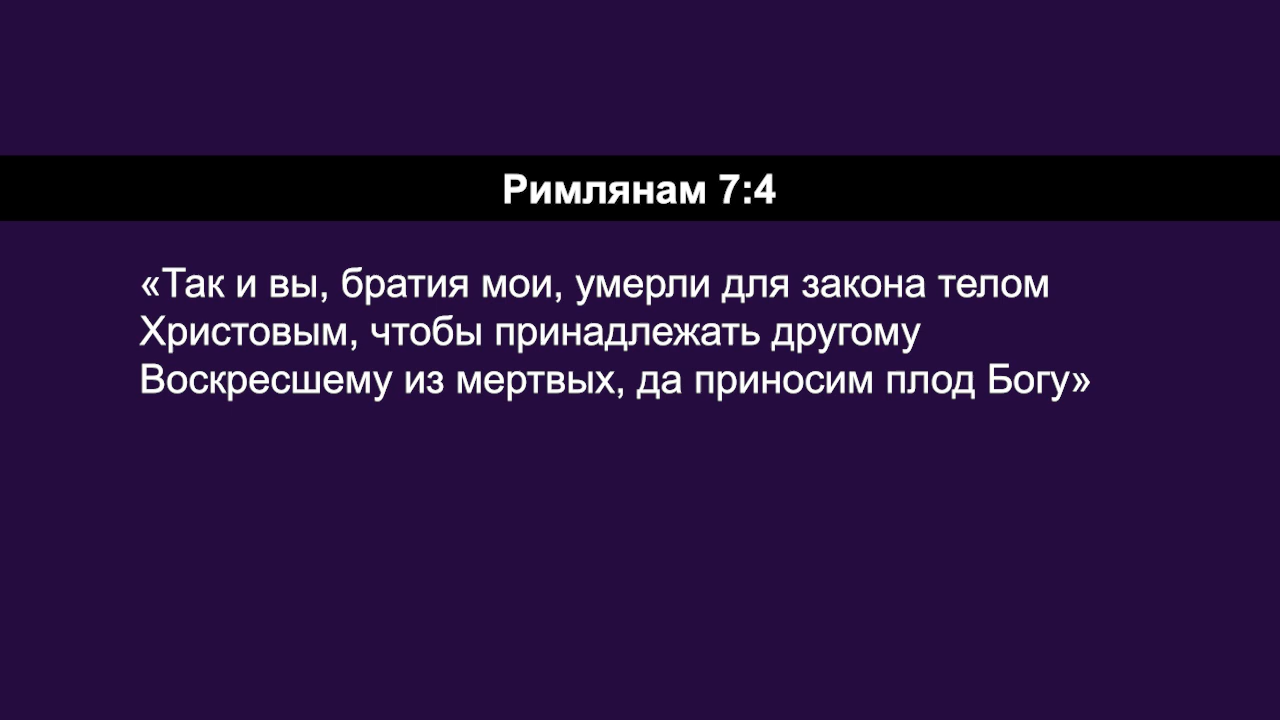 Римлянам 7:4
«Так и вы, братия мои, умерли для закона телом
Христовым, чтобы принадлежать другому
Воскресшему из мертвых, да приносим плод Богу»